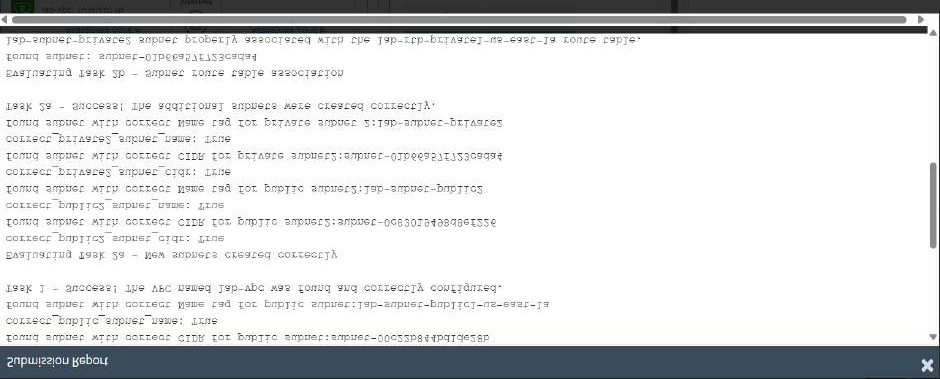 Submission Report
found subnet with correct CIDR for public subnet:subnet-00c22b844bd1de28b
correct_public_subnet_name: True
found subnet with correct Name tag for public subnet:lab-subnet-public1-us-east-1a
Task 1 - Success! The VPC named lab-vpc was found and correctly configured.
Evaluating Task 2a - New subnets created correctly
correct_public2_subnet_cidr: True
found subnet with correct CIDR for public subnet2:subnet-0c93019498d9ef226
correct_public2_subnet_name: True
found subnet with correct Name tag for public subnet2:lab-subnet-public2
correct_private2_subnet_cidr: True
found subnet with correct CIDR for private subnet2:subnet-01b66a57f723cada4
correct_private2_subnet_name: True
found subnet with correct Name tag for private subnet 2:lab-subnet-private2
Task 2a - Success! The additional subnets were created correctly.
Evaluating Task 2b - Subnet route table association
found subnet: subnet-01b66a57f723cada4
lab-subnet-private2 subnet properly associated with the lab-rtb-private1-us-east-1a route table.